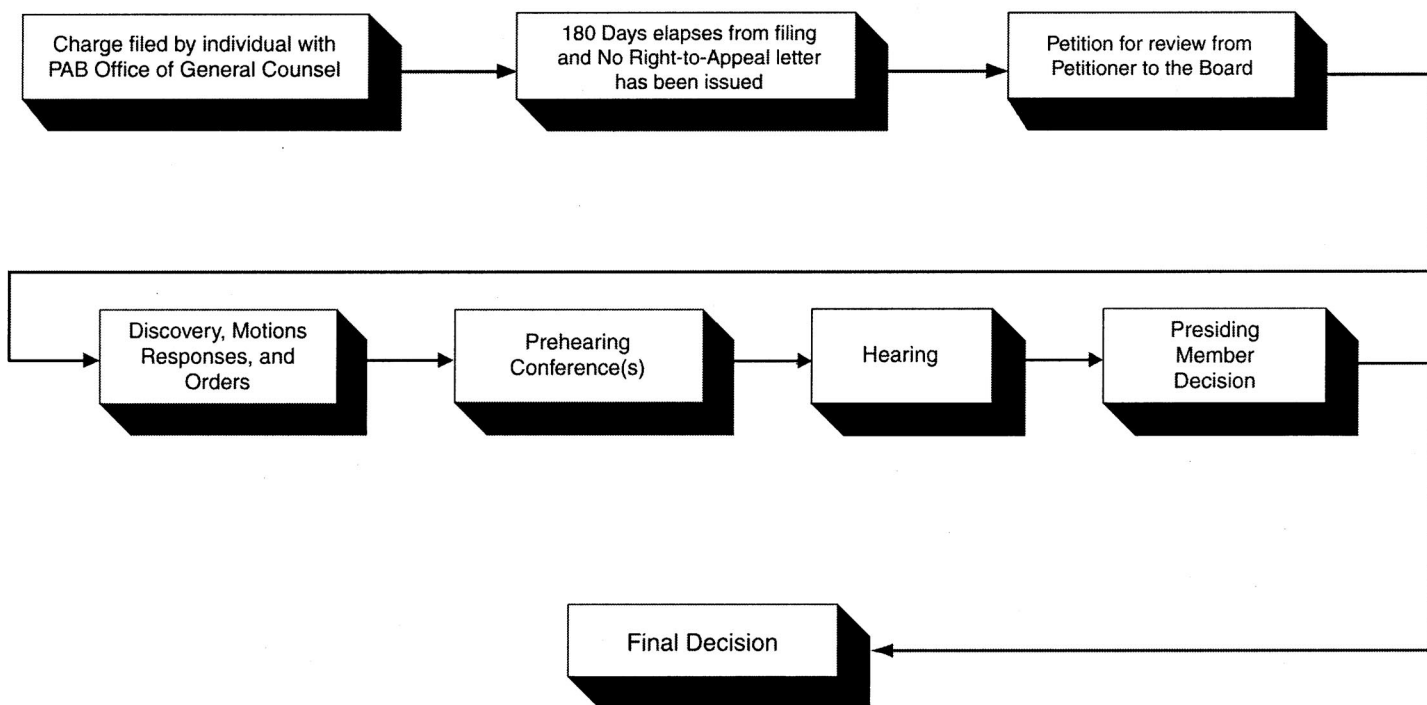 Charge filed by individual with
PAB Office of General Counsel
180 Days elapses from filing
and No Right-to-Appeal letter
has been issued
Petition for review from
Petitioner to the Board
Discovery, Motions
Responses, and
Orders
Prehearing
Conference(s)
Hearing
Presiding
Member
Decision
Final Decision